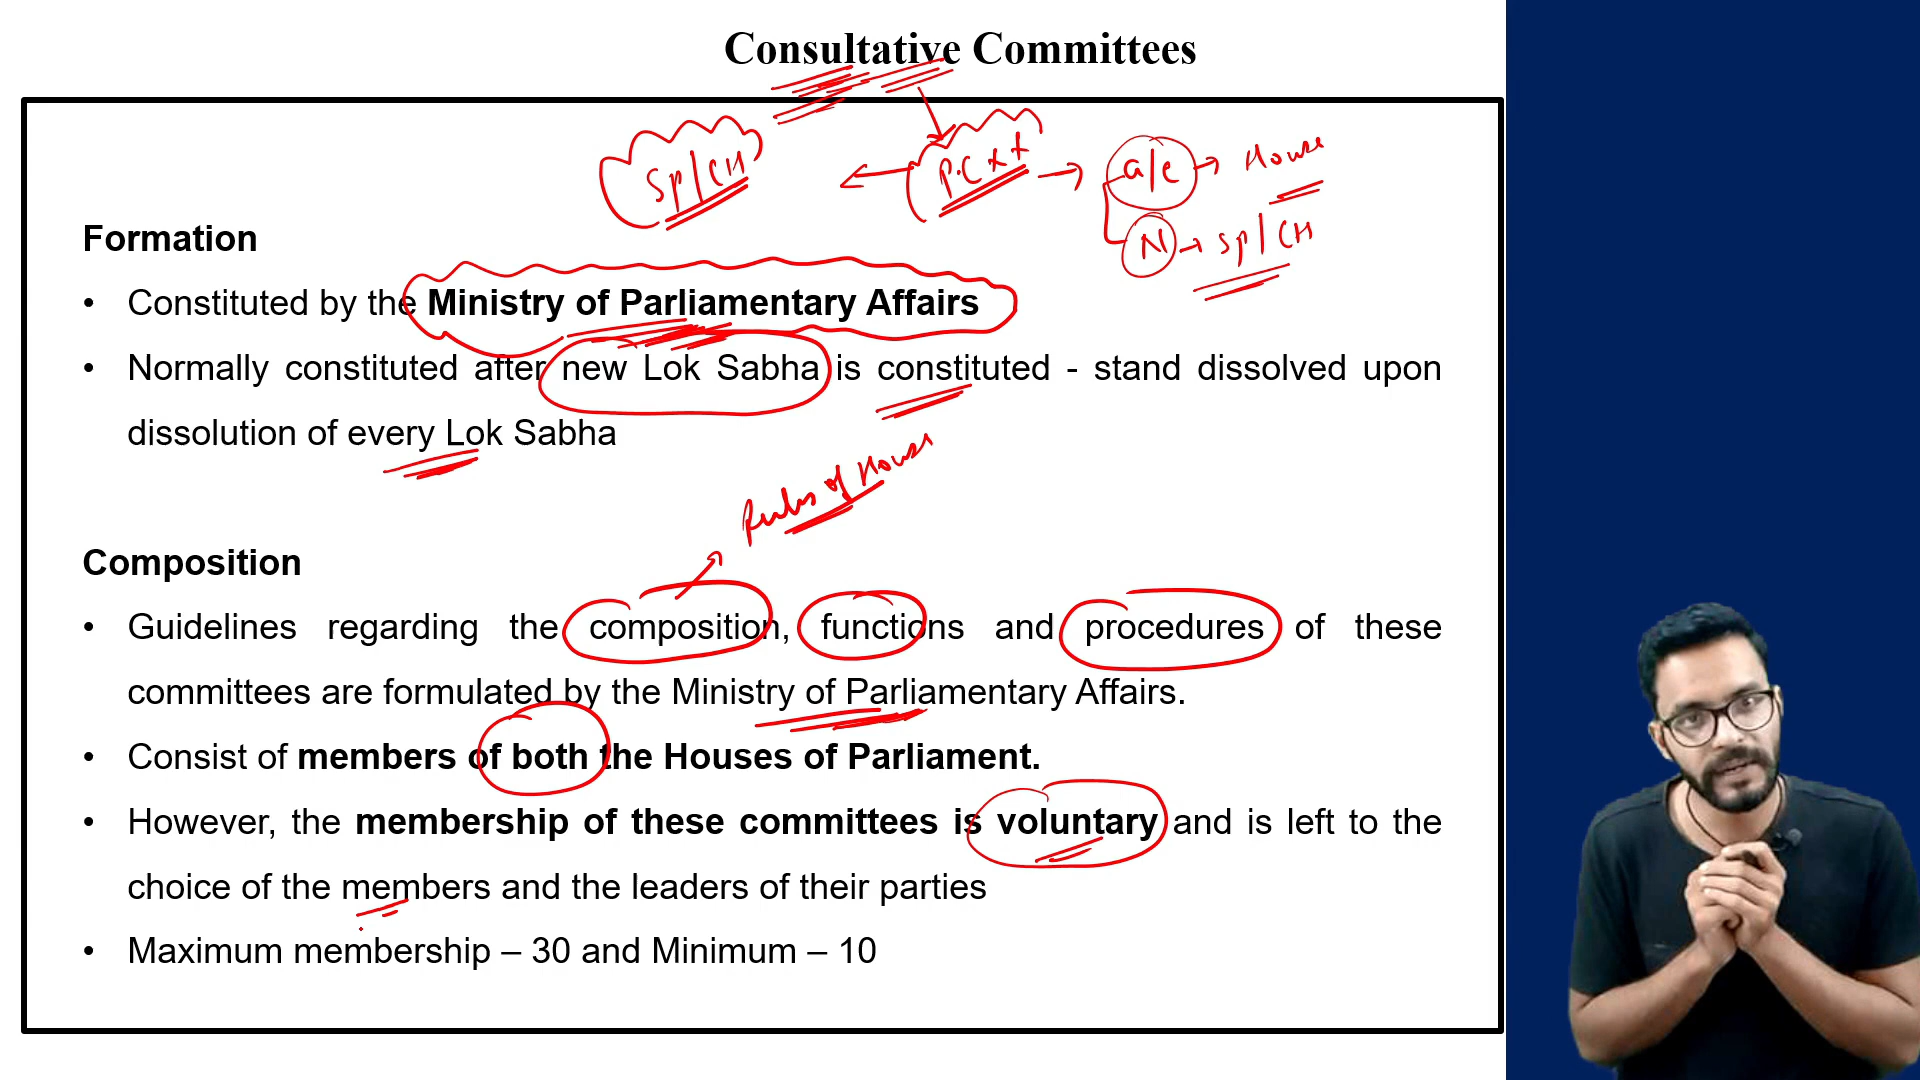 Consultative Committees
Sp/CH
P.C
a/e → House
N → Sp/CH
Formation
• Constituted by the Ministry of Parliamentary Affairs
• Normally constituted after new Lok Sabha is constituted - stand dissolved upon
dissolution of every Lok Sabha
Rules of House
Composition
• Guidelines regarding the composition, functions and procedures of these
committees are formulated by the Ministry of Parliamentary Affairs.
• Consist of members of both the Houses of Parliament.
• However, the membership of these committees is voluntary and is left to the
choice of the members and the leaders of their parties
• Maximum membership – 30 and Minimum – 10